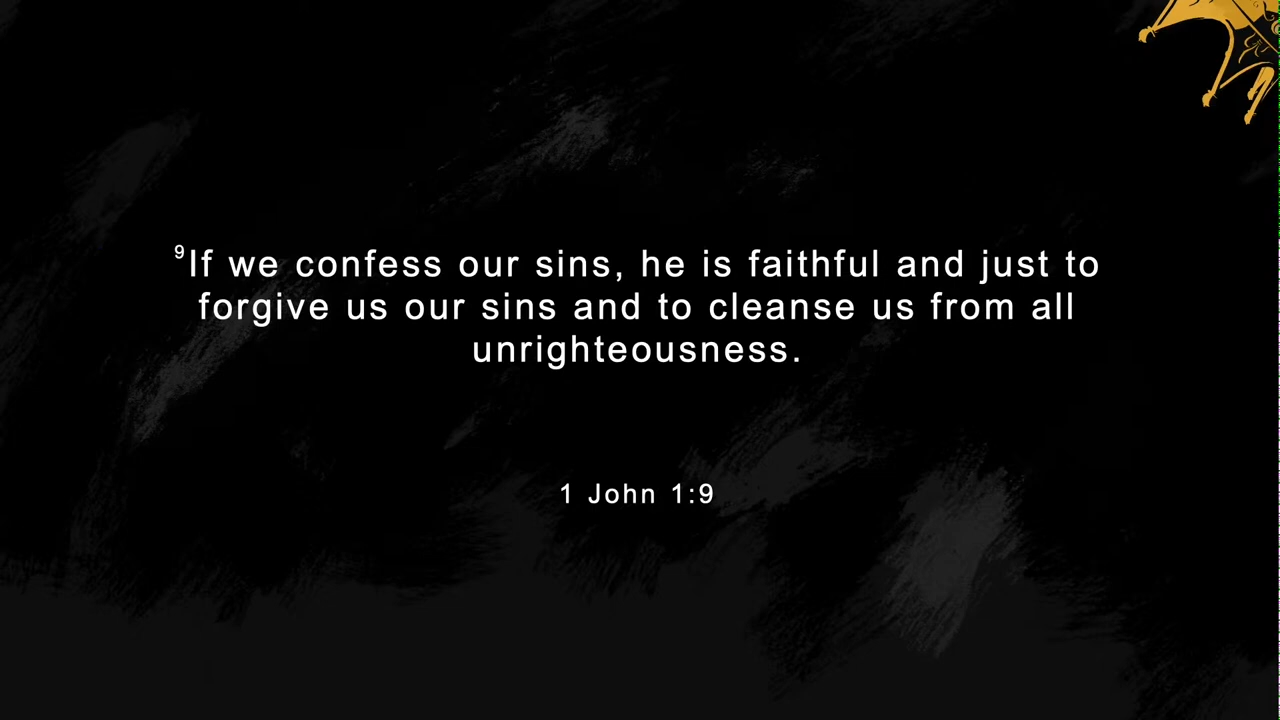 ⁹If we confess our sins, he is faithful and just to
forgive us our sins and to cleanse us from all
unrighteousness.
1 John 1:9